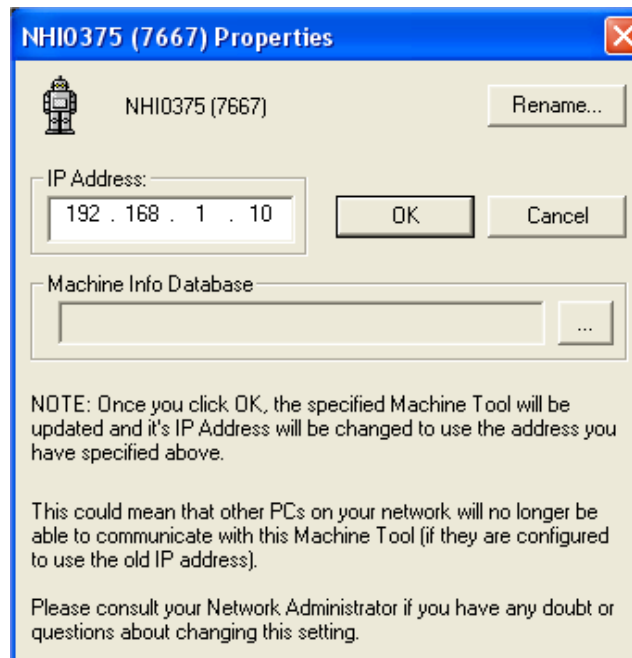 NHI0375 (7667) Properties
NHI0375 (7667)
Rename...
IP Address:
192 . 168 . 1 . 10
OK
Cancel
Machine Info Database
...
NOTE: Once you click OK, the specified Machine Tool will be
updated and it's IP Address will be changed to use the address you
have specified above.
This could mean that other PCs on your network will no longer be
able to communicate with this Machine Tool (if they are configured
to use the old IP address).
Please consult your Network Administrator if you have any doubt or
questions about changing this setting.